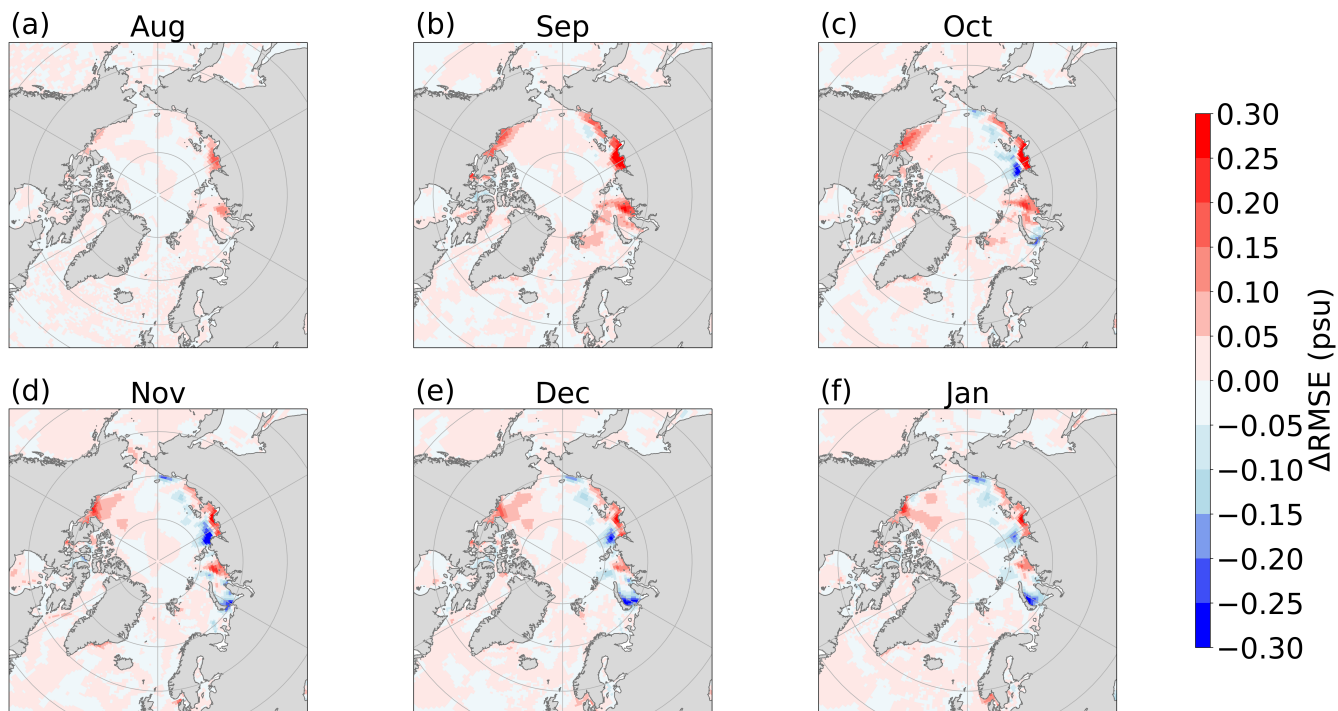 (a) Aug
(b) Sep
(c) Oct
(d) Nov
(e) Dec
(f) Jan
0.30
0.25
0.20
0.15
0.10
0.05
0.00
−0.05
−0.10
−0.15
−0.20
−0.25
−0.30
ΔRMSE (psu)